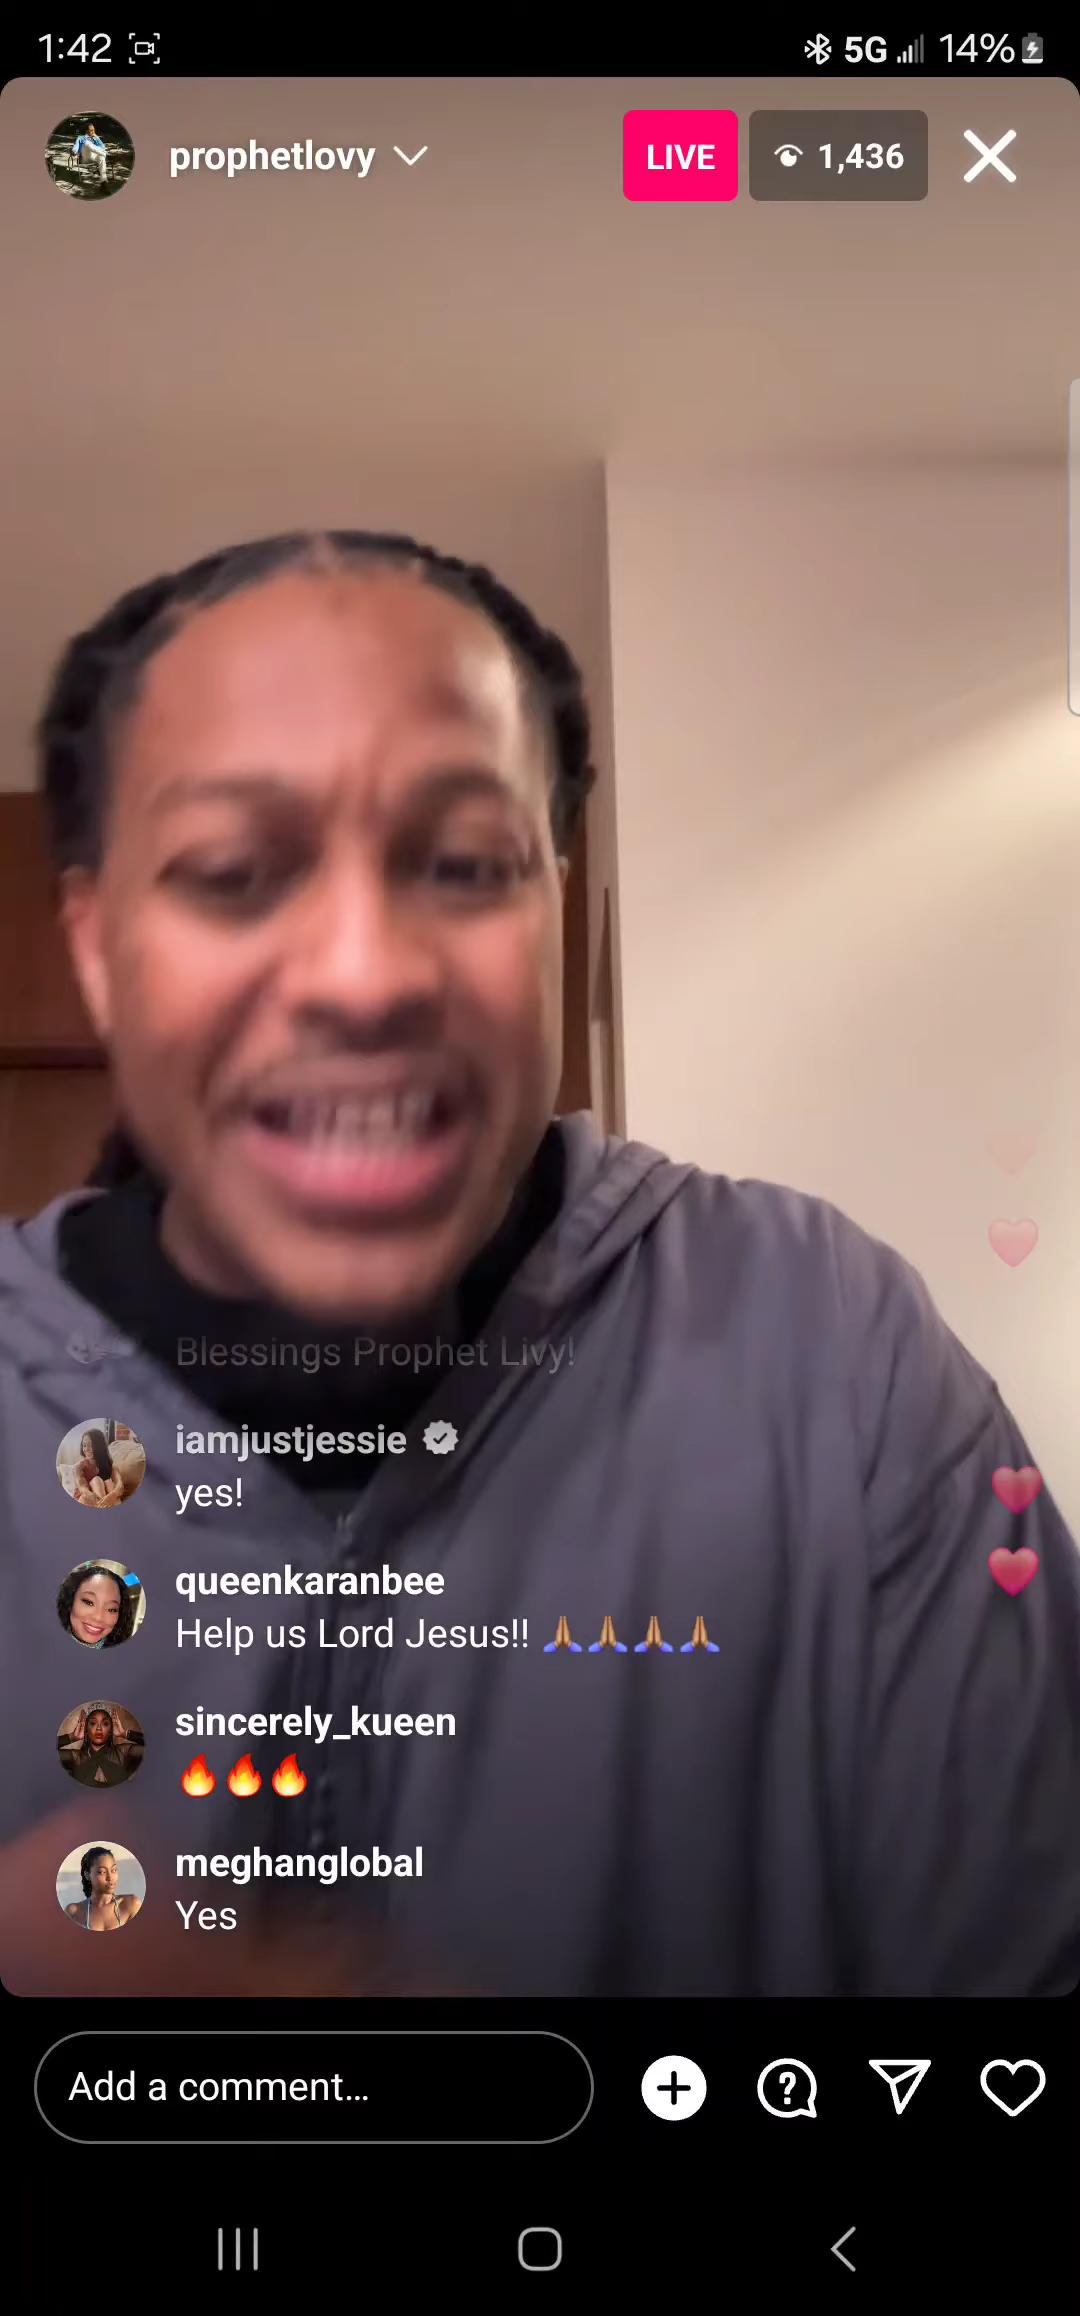 1:42 5G 14%
prophetlovy LIVE 1,436
Blessings Prophet Livy!
iamjustjessie
yes!
queenkaranbee
Help us Lord Jesus!! 🙏🏽🙏🏽🙏🏽🙏🏽
sincerely_kueen
🔥🔥🔥
meghanglobal
Yes
Add a comment...